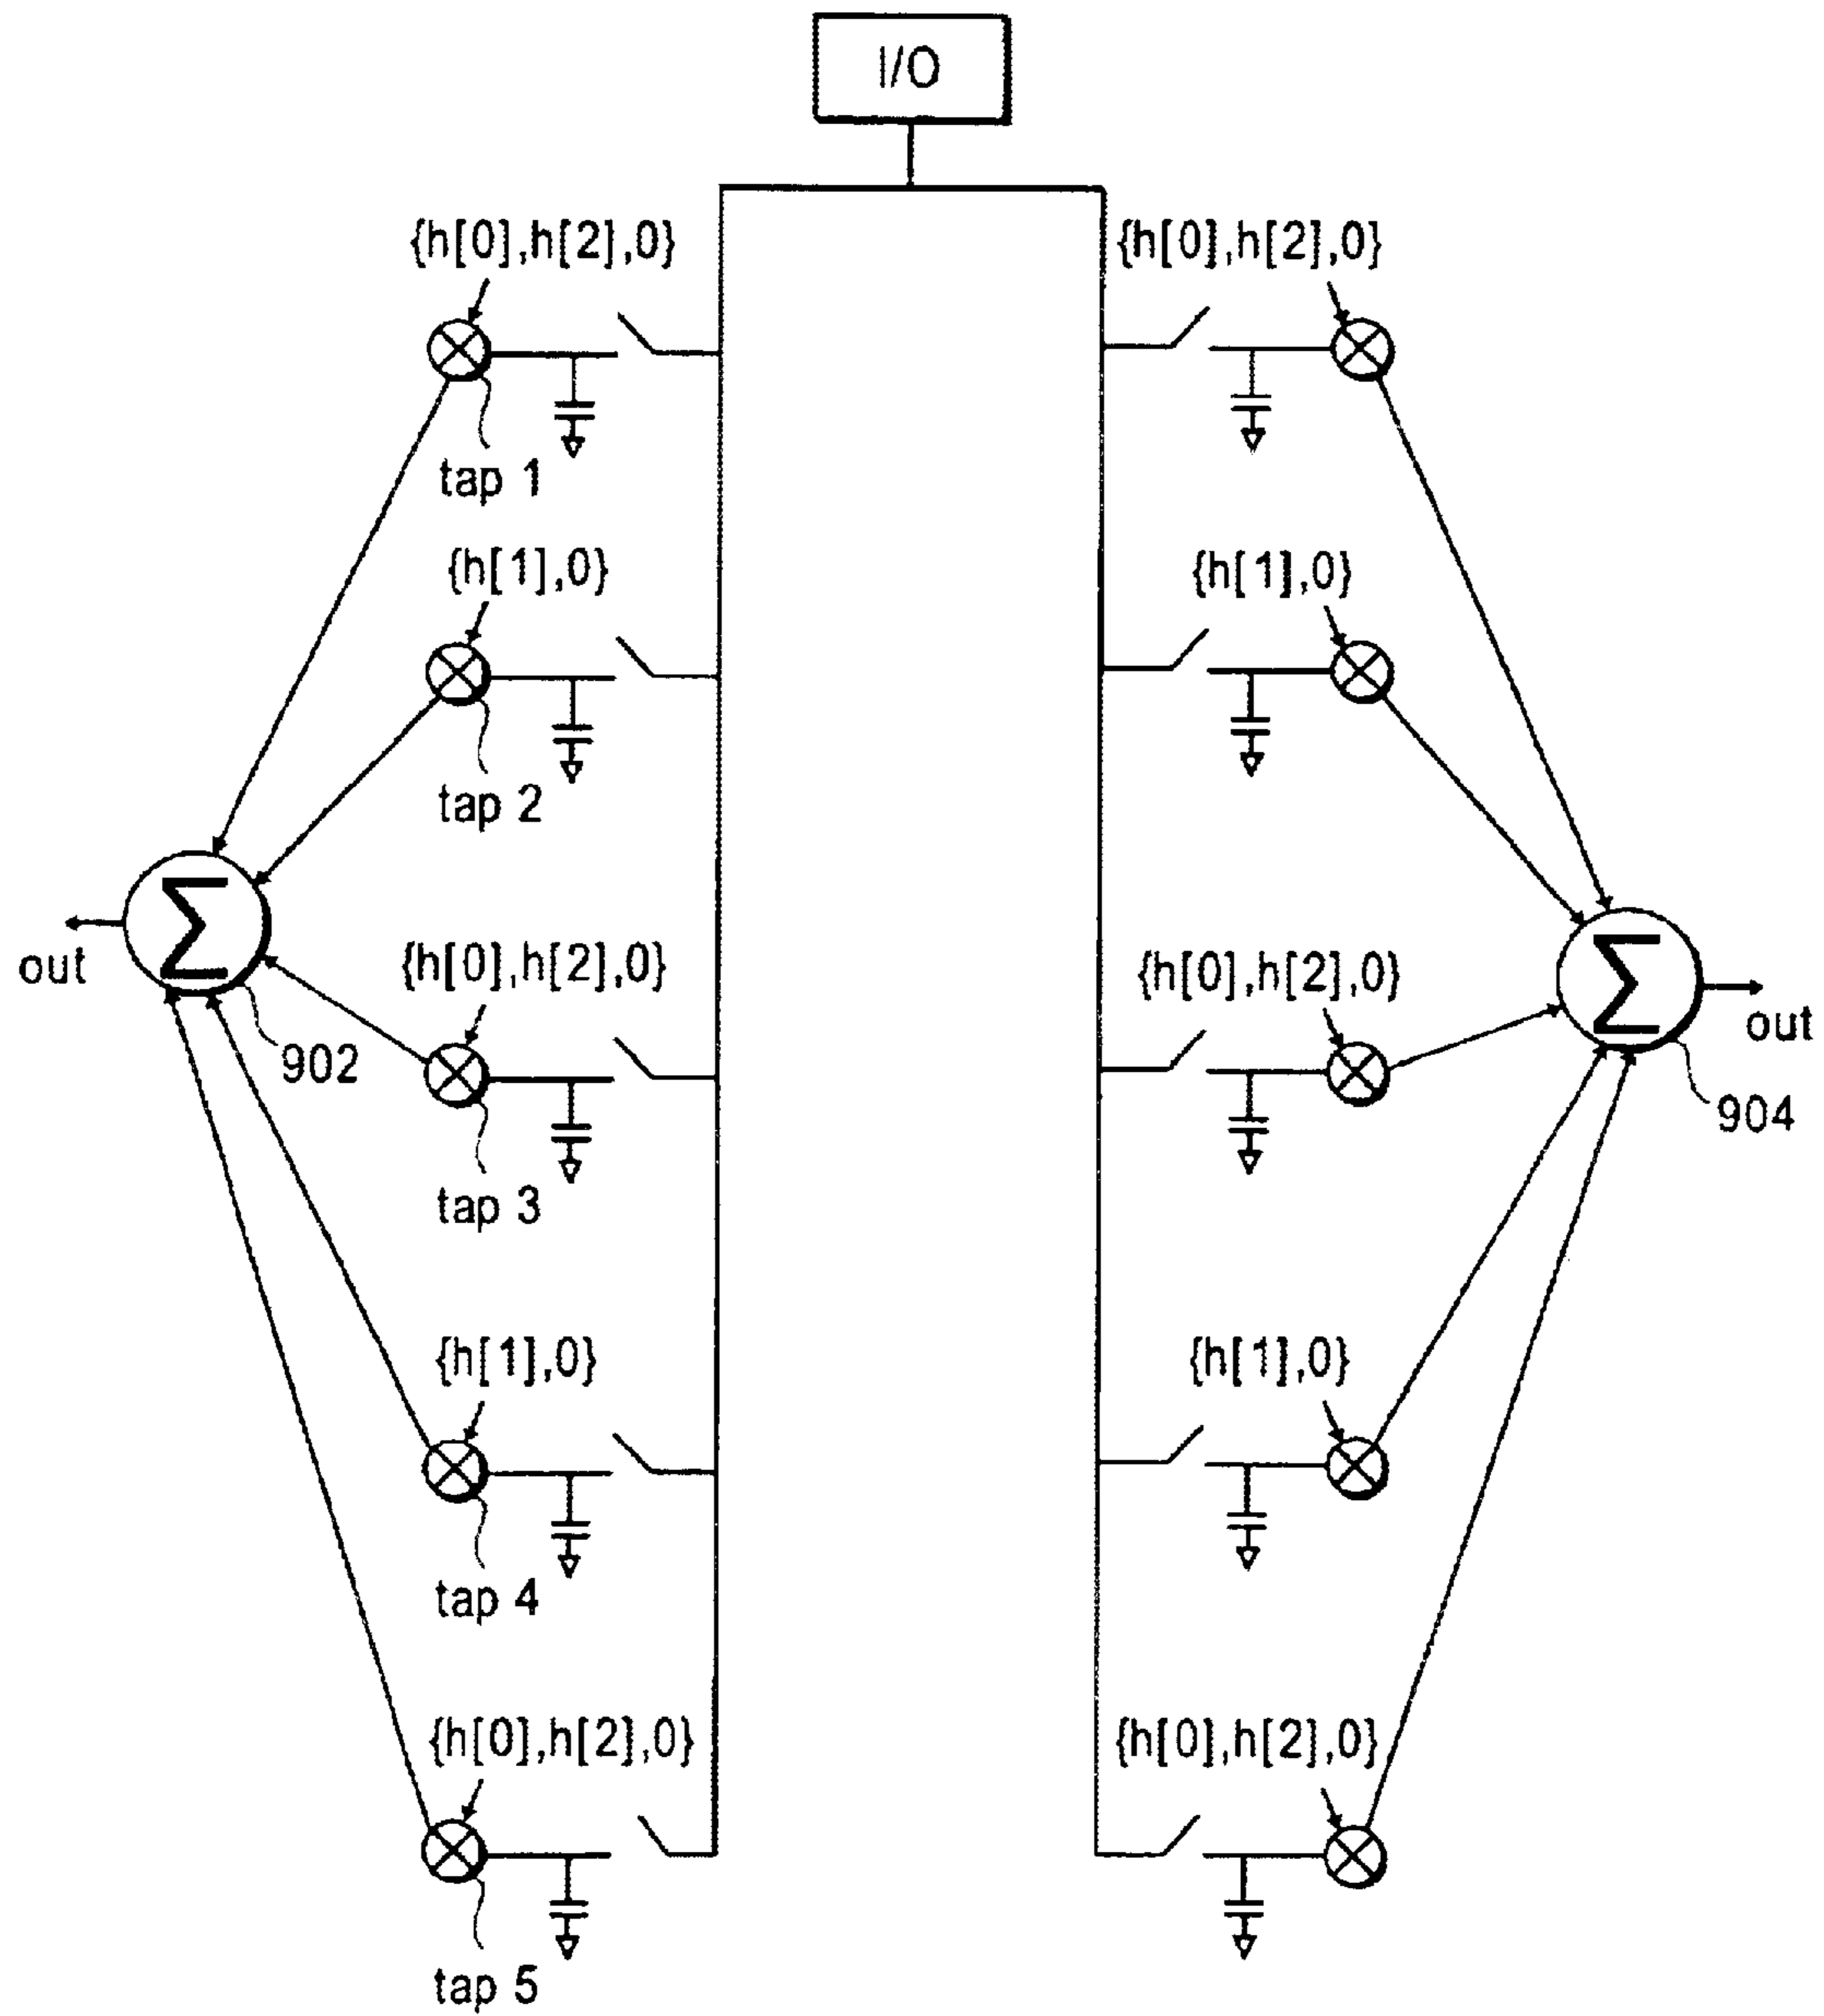 I/O
{h[0],h[2],0}
{h[0],h[2],0}
tap 1
{h[1],0}
{h[1],0}
tap 2
Σ
out
{h[0],h[2],0}
{h[0],h[2],0}
Σ
out
902
904
tap 3
{h[1],0}
{h[1],0}
tap 4
{h[0],h[2],0}
{h[0],h[2],0}
tap 5